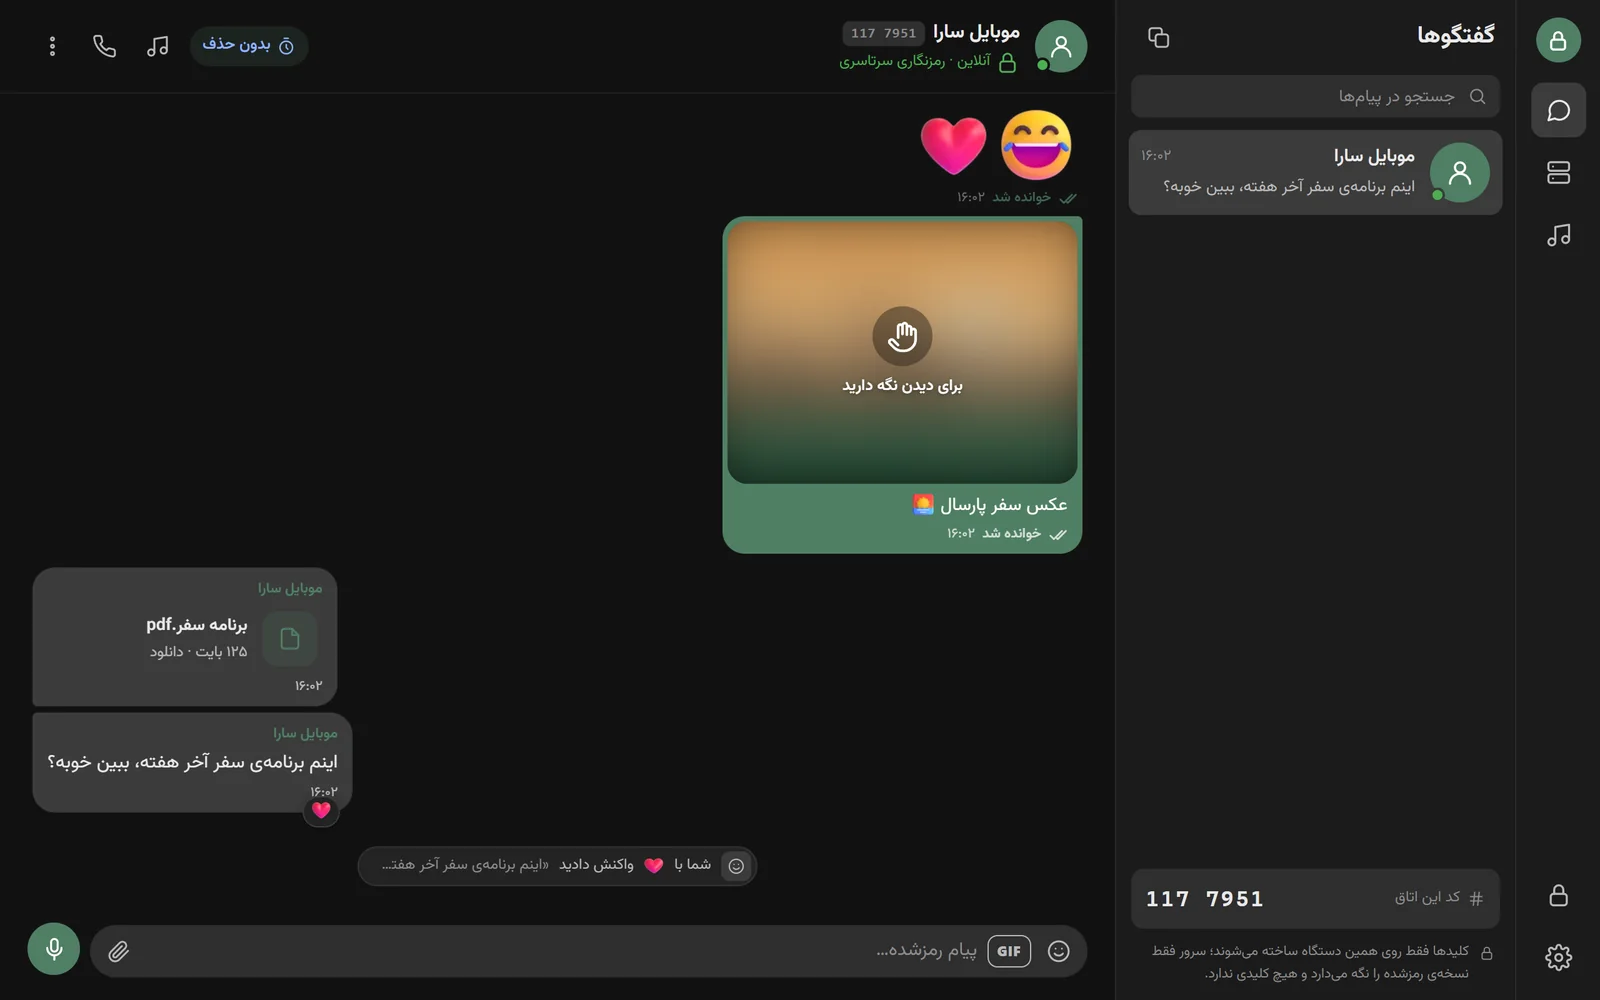 گفتگوها
جستجو در پیام‌ها
موبایل سارا
۱۶:۰۲
اینم برنامه‌ی سفر آخر هفته، ببین خوبه؟
کد این اتاق
117 7951
کلیدها فقط روی همین دستگاه ساخته می‌شوند؛ سرور فقط
نسخه‌ی رمزشده را نگه می‌دارد و هیچ کلیدی ندارد.
موبایل سارا 117 7951
آنلاین · رمزنگاری سرتاسری
بدون حذف
خوانده شد ۱۶:۰۲
برای دیدن نگه دارید
عکس سفر پارسال 🌅
خوانده شد ۱۶:۰۲
موبایل سارا
برنامه سفر.pdf
۱۲۵ بایت · دانلود
۱۶:۰۲
موبایل سارا
اینم برنامه‌ی سفر آخر هفته، ببین خوبه؟
۱۶:۰۲
شما با ❤️ واکنش دادید «اینم برنامه‌ی سفر آخر هفت...
GIF
پیام رمزشده...